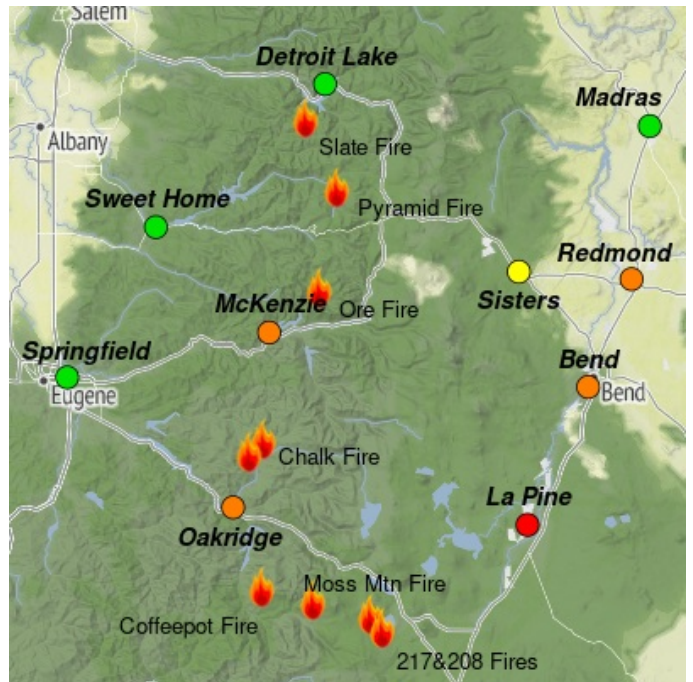 Salem
Detroit Lake
Madras
Albany
Slate Fire
Sweet Home
Pyramid Fire
Redmond
Sisters
McKenzie
Ore Fire
Springfield
Eugene
Bend
Bend
Chalk Fire
La Pine
Oakridge
Moss Mtn Fire
Coffeepot Fire
217&208 Fires